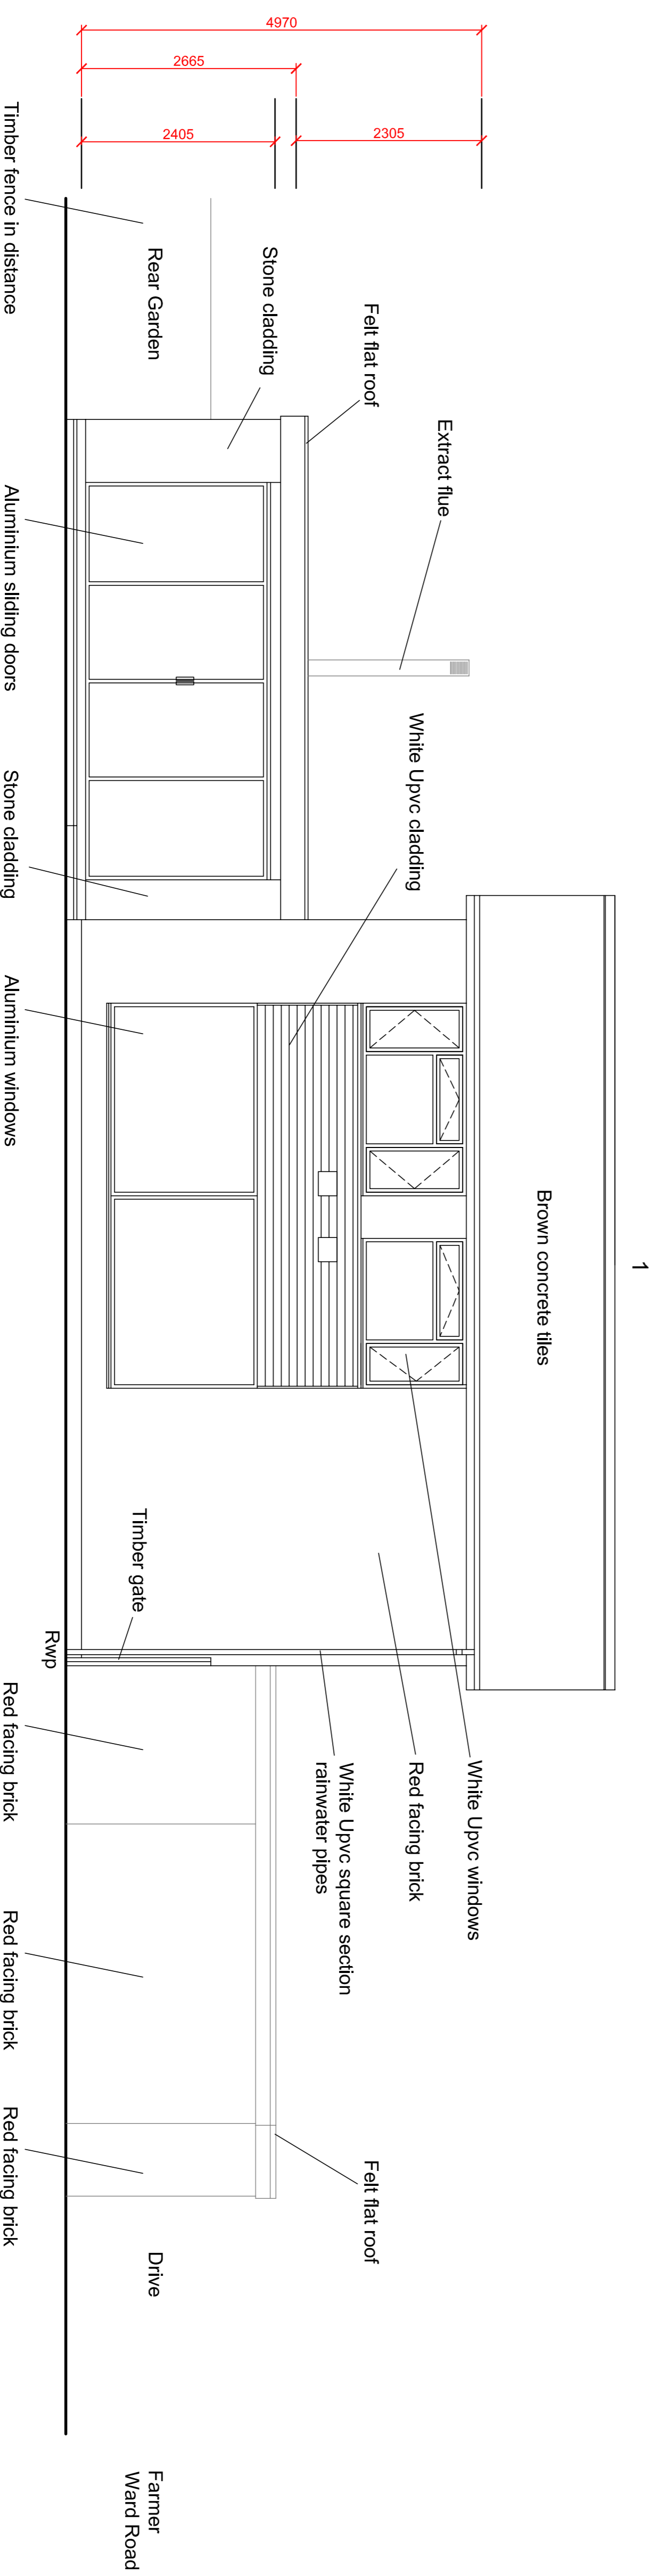 1
Brown concrete tiles
4970
2665
2405
2305
Extract flue
Felt flat roof
Stone cladding
Rear Garden
White Upvc cladding
White Upvc windows
Red facing brick
White Upvc square section
rainwater pipes
Felt flat roof
Timber gate
Drive
Farmer
Ward Road
Rwp
Timber fence in distance
Aluminium sliding doors
Stone cladding
Aluminium windows
Red facing brick
Red facing brick
Red facing brick